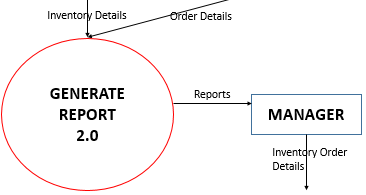 Inventory Details
Order Details
GENERATE
REPORT
2.0
Reports
MANAGER
Inventory Order
Details